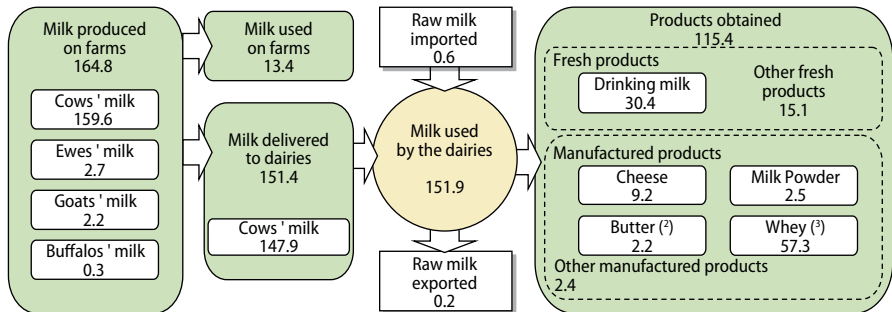 Milk produced
on farms
164.8
Cows ' milk
159.6
Ewes ' milk
2.7
Goats ' milk
2.2
Buffalos ' milk
0.3
Milk used
on farms
13.4
Milk delivered
to dairies
151.4
Cows ' milk
147.9
Raw milk
imported
0.6
Milk used
by the dairies
151.9
Raw milk
exported
0.2
Products obtained
115.4
Fresh products
Drinking milk
30.4
Other fresh
products
15.1
Manufactured products
Cheese
9.2
Milk Powder
2.5
Butter (²)
2.2
Whey (³)
57.3
Other manufactured products
2.4